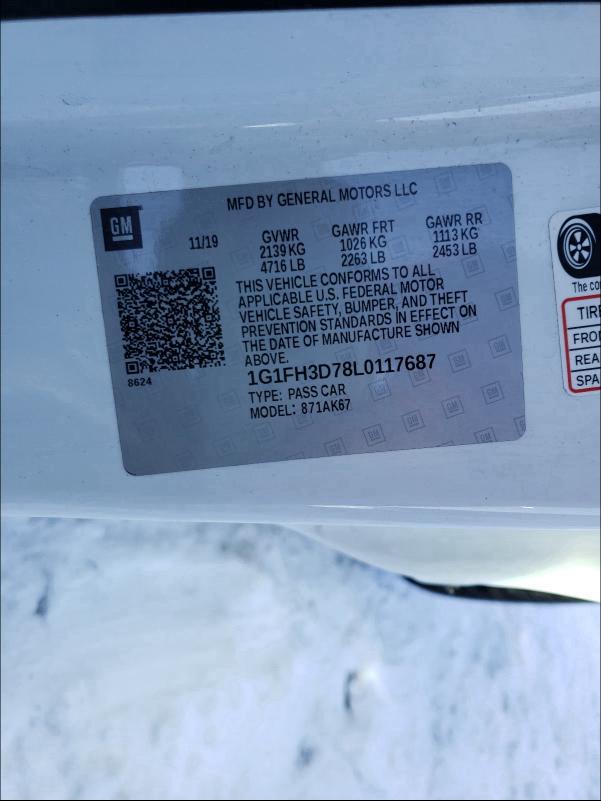 MFD BY GENERAL MOTORS LLC
GM
11/19 GVWR GAWR FRT GAWR RR
2139 KG 1026 KG 1113 KG
4716 LB 2263 LB 2453 LB
THIS VEHICLE CONFORMS TO ALL
APPLICABLE U.S. FEDERAL MOTOR
VEHICLE SAFETY, BUMPER, AND THEFT
PREVENTION STANDARDS IN EFFECT ON
THE DATE OF MANUFACTURE SHOWN
ABOVE.
8624
1G1FH3D78L0117687
TYPE: PASS CAR
MODEL: 871AK67
The co
TIRE
FRO
REA
SPA